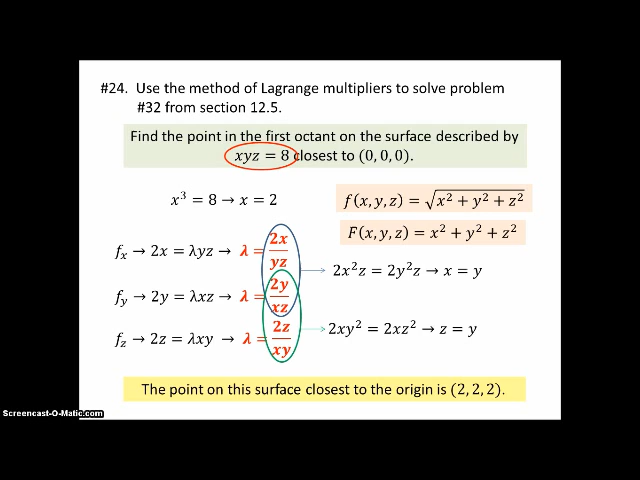 #24. Use the method of Lagrange multipliers to solve problem
#32 from section 12.5.
Find the point in the first octant on the surface described by
xyz = 8 closest to (0, 0, 0).
x³ = 8 → x = 2
f(x, y, z) = √(x² + y² + z²)
F(x, y, z) = x² + y² + z²
fₓ → 2x = λyz → λ = 2x/yz
2x²z = 2y²z → x = y
f_y → 2y = λxz → λ = 2y/xz
2xy² = 2xz² → z = y
f_z → 2z = λxy → λ = 2z/xy
The point on this surface closest to the origin is (2, 2, 2).
Screencast-O-Matic.com